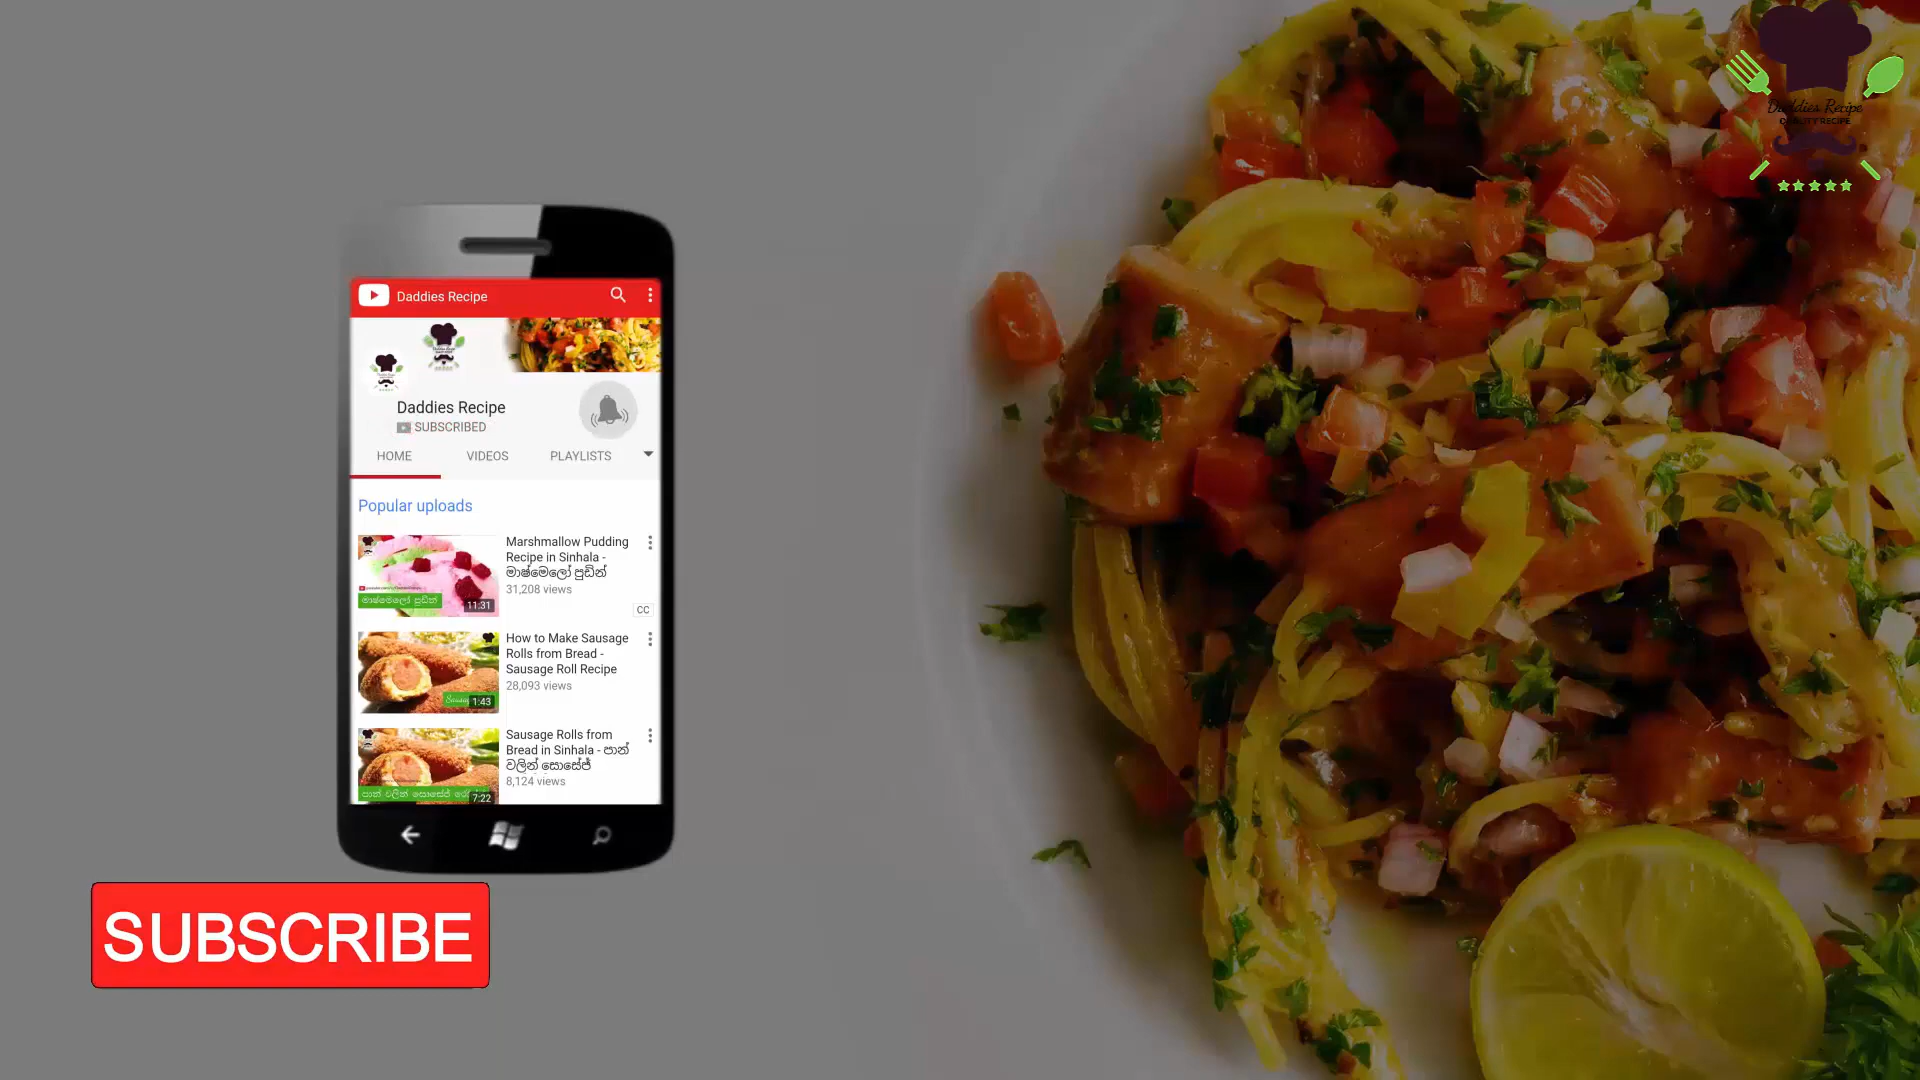 Daddies Recipe
Daddies Recipe
SUBSCRIBED
HOME VIDEOS PLAYLISTS
Popular uploads
Marshmallow Pudding
Recipe in Sinhala -
මාෂ්මෙලෝ පුඩින්
31,208 views
CC
මාෂ්මෙලෝ පුඩින්
11:31
How to Make Sausage
Rolls from Bread -
Sausage Roll Recipe
28,093 views
1:43
Sausage Rolls from
Bread in Sinhala - පාන්
වලින් සොසේජ්
8,124 views
පාන් වලින් සොසේජ්
7:22
SUBSCRIBE
Daddies Recipe